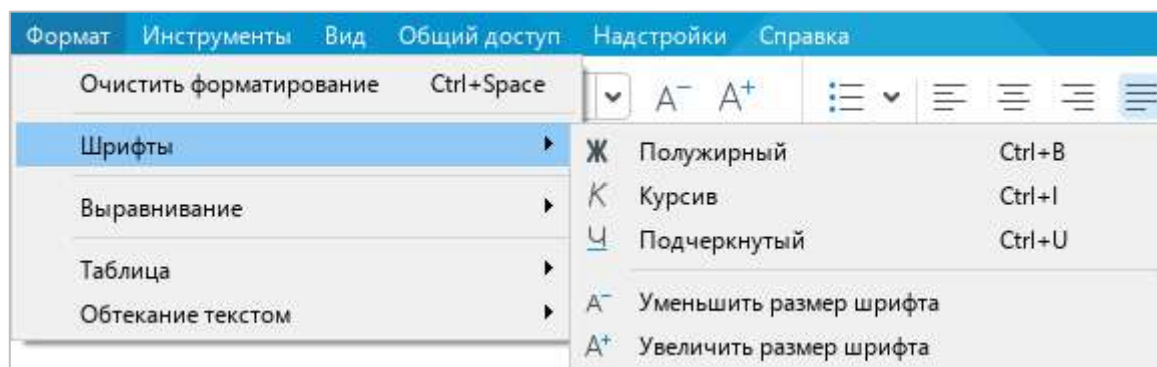 Формат Инструменты Вид Общий доступ Надстройки Справка
Очистить форматирование Ctrl+Space
A− A+
Шрифты
Ж Полужирный Ctrl+B
К Курсив Ctrl+I
Ч Подчеркнутый Ctrl+U
Выравнивание
Таблица
Обтекание текстом
A− Уменьшить размер шрифта
A+ Увеличить размер шрифта